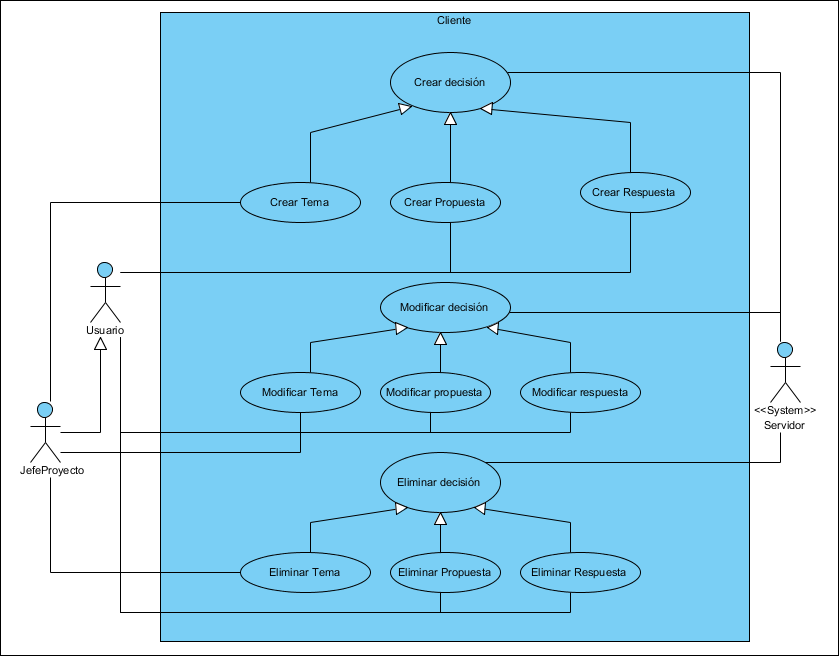 Cliente
Crear decisión
Crear Tema
Crear Propuesta
Crear Respuesta
Usuario
Modificar decisión
Modificar Tema
Modificar propuesta
Modificar respuesta
<<System>>
Servidor
JefeProyecto
Eliminar decisión
Eliminar Tema
Eliminar Propuesta
Eliminar Respuesta